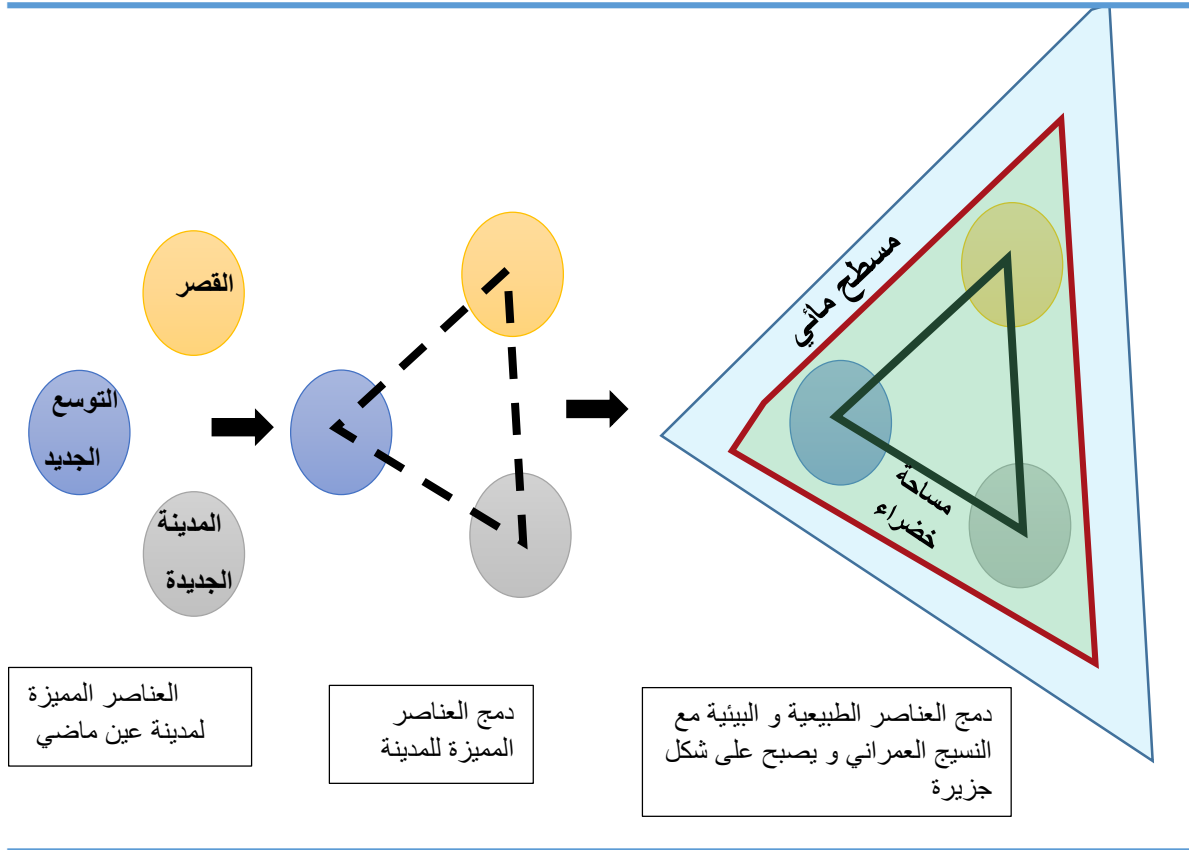 القصر
التوسع
الجديد
المدينة
الجديدة
مسطح مائي
مساحة
خضراء
العناصر المميزة
لمدينة عين ماضي
دمج العناصر
المميزة للمدينة
دمج العناصر الطبيعية و البيئية مع
النسيج العمراني و يصبح على شكل
جزيرة